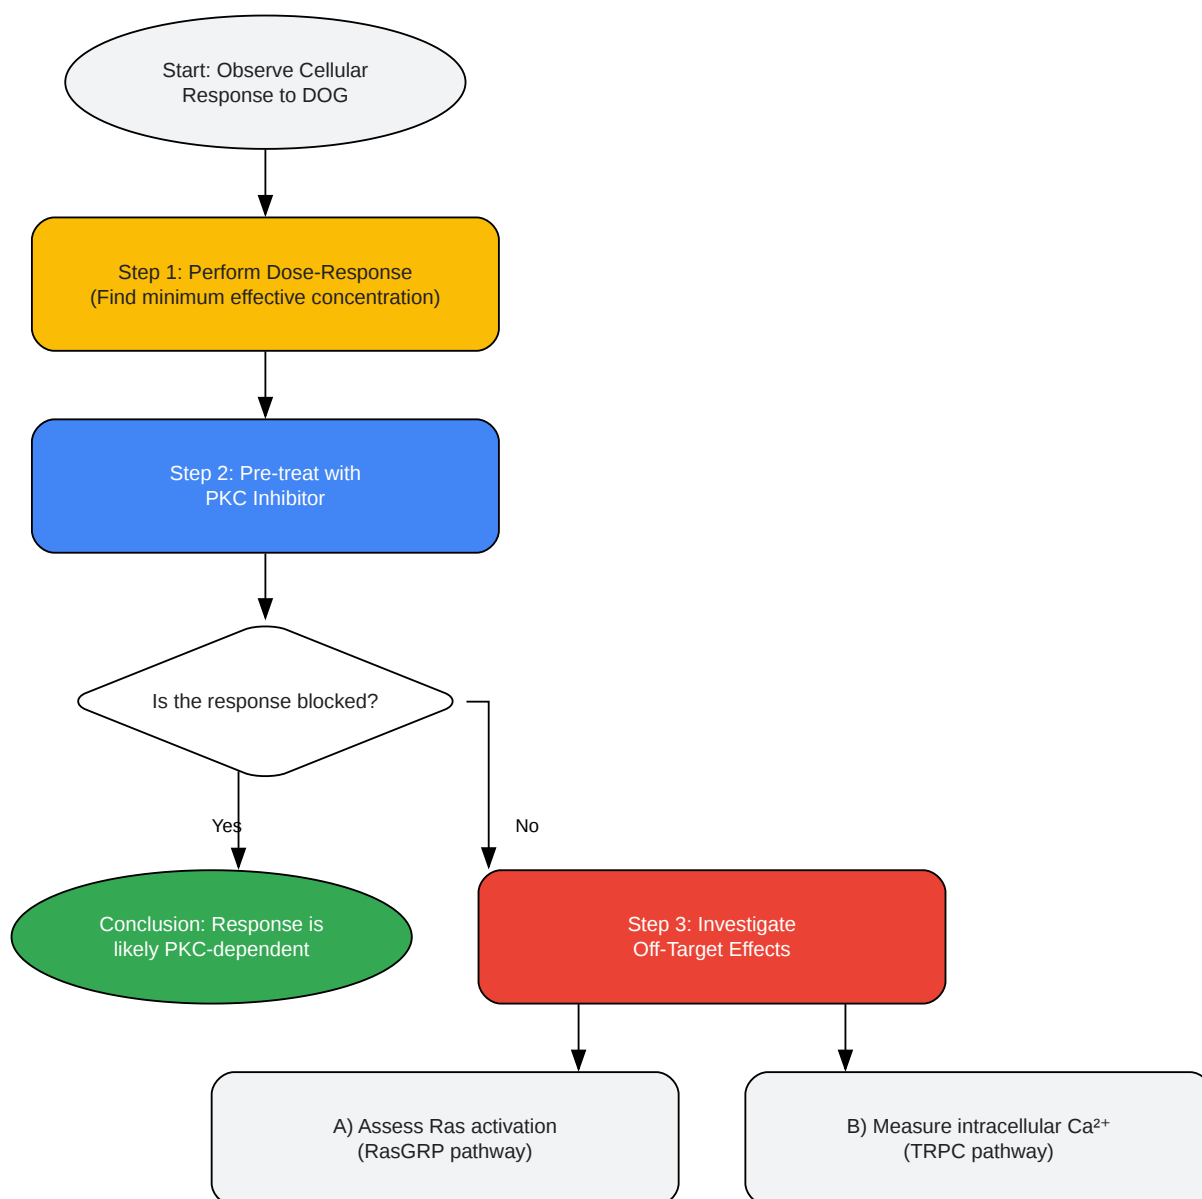 Start: Observe Cellular
Response to DOG
Step 1: Perform Dose-Response
(Find minimum effective concentration)
Step 2: Pre-treat with
PKC Inhibitor
Is the response blocked?
Yes
No
Conclusion: Response is
likely PKC-dependent
Step 3: Investigate
Off-Target Effects
A) Assess Ras activation
(RasGRP pathway)
B) Measure intracellular Ca²⁺
(TRPC pathway)